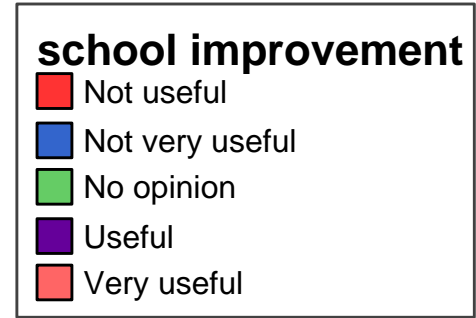 school improvement
Not useful
Not very useful
No opinion
Useful
Very useful